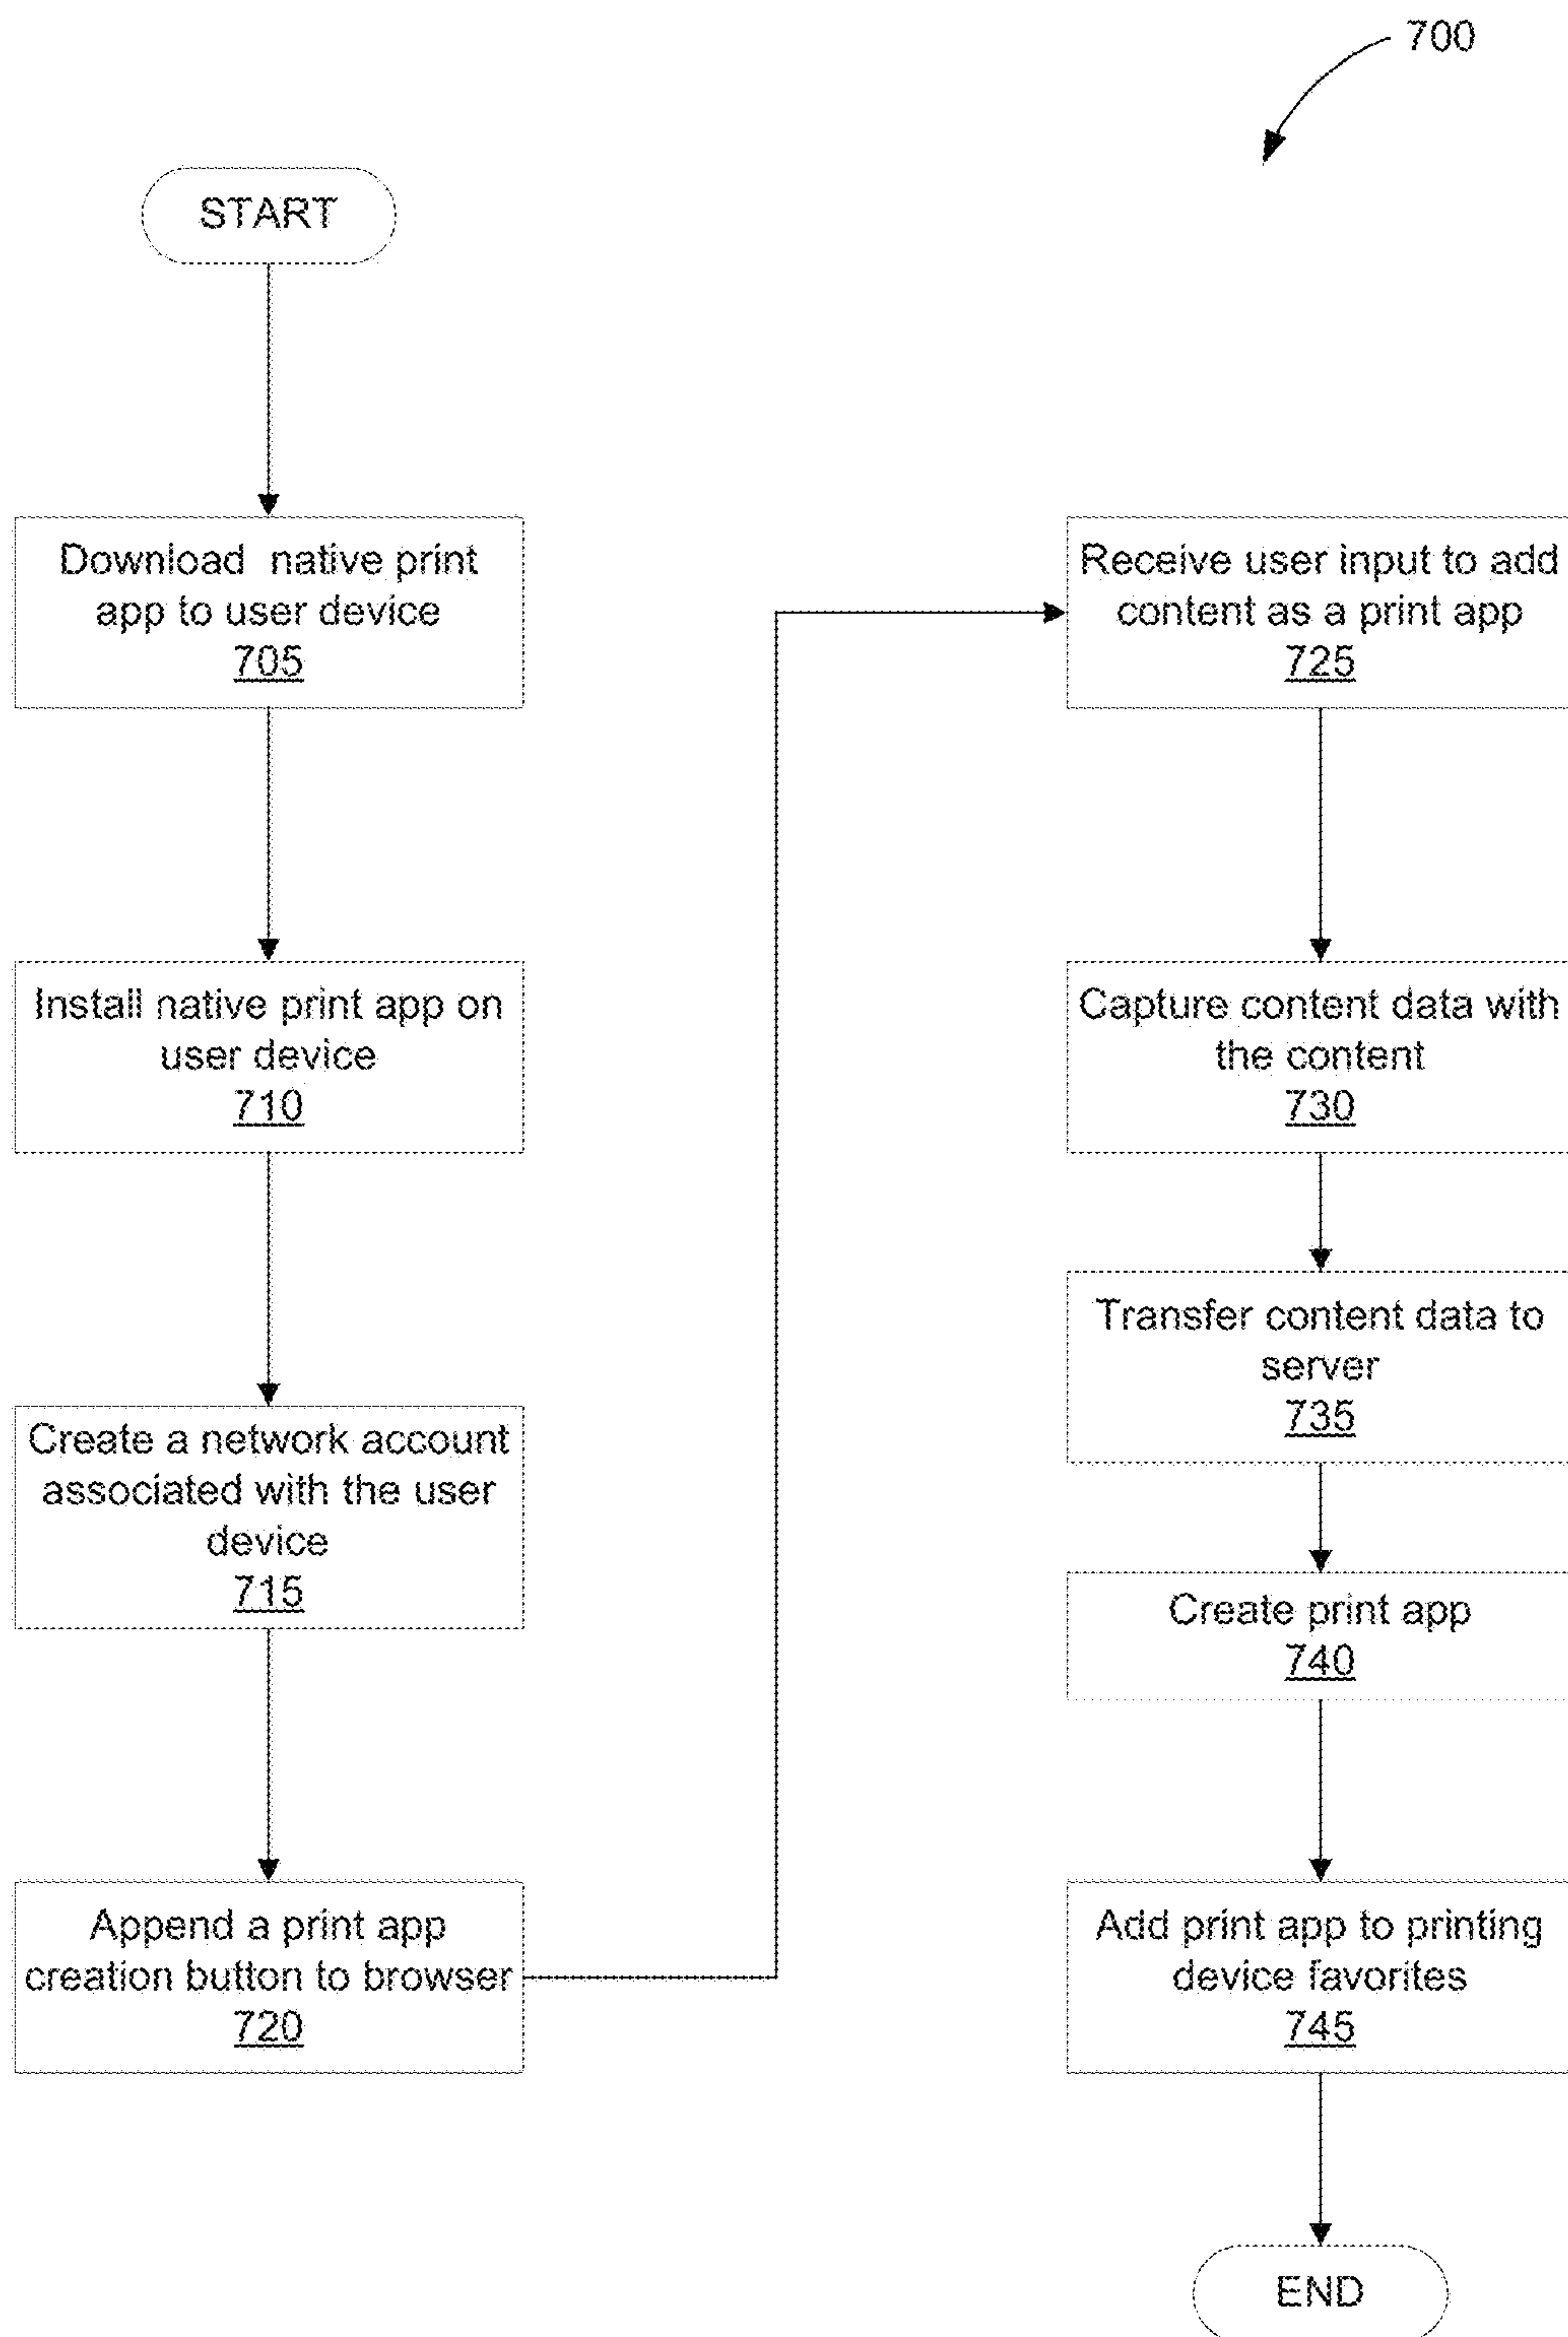 700
START
Download native print
app to user device
705
Install native print app on
user device
710
Create a network account
associated with the user
device
715
Append a print app
creation button to browser
720
Receive user input to add
content as a print app
725
Capture content data with
the content
730
Transfer content data to
server
735
Create print app
740
Add print app to printing
device favorites
745
END